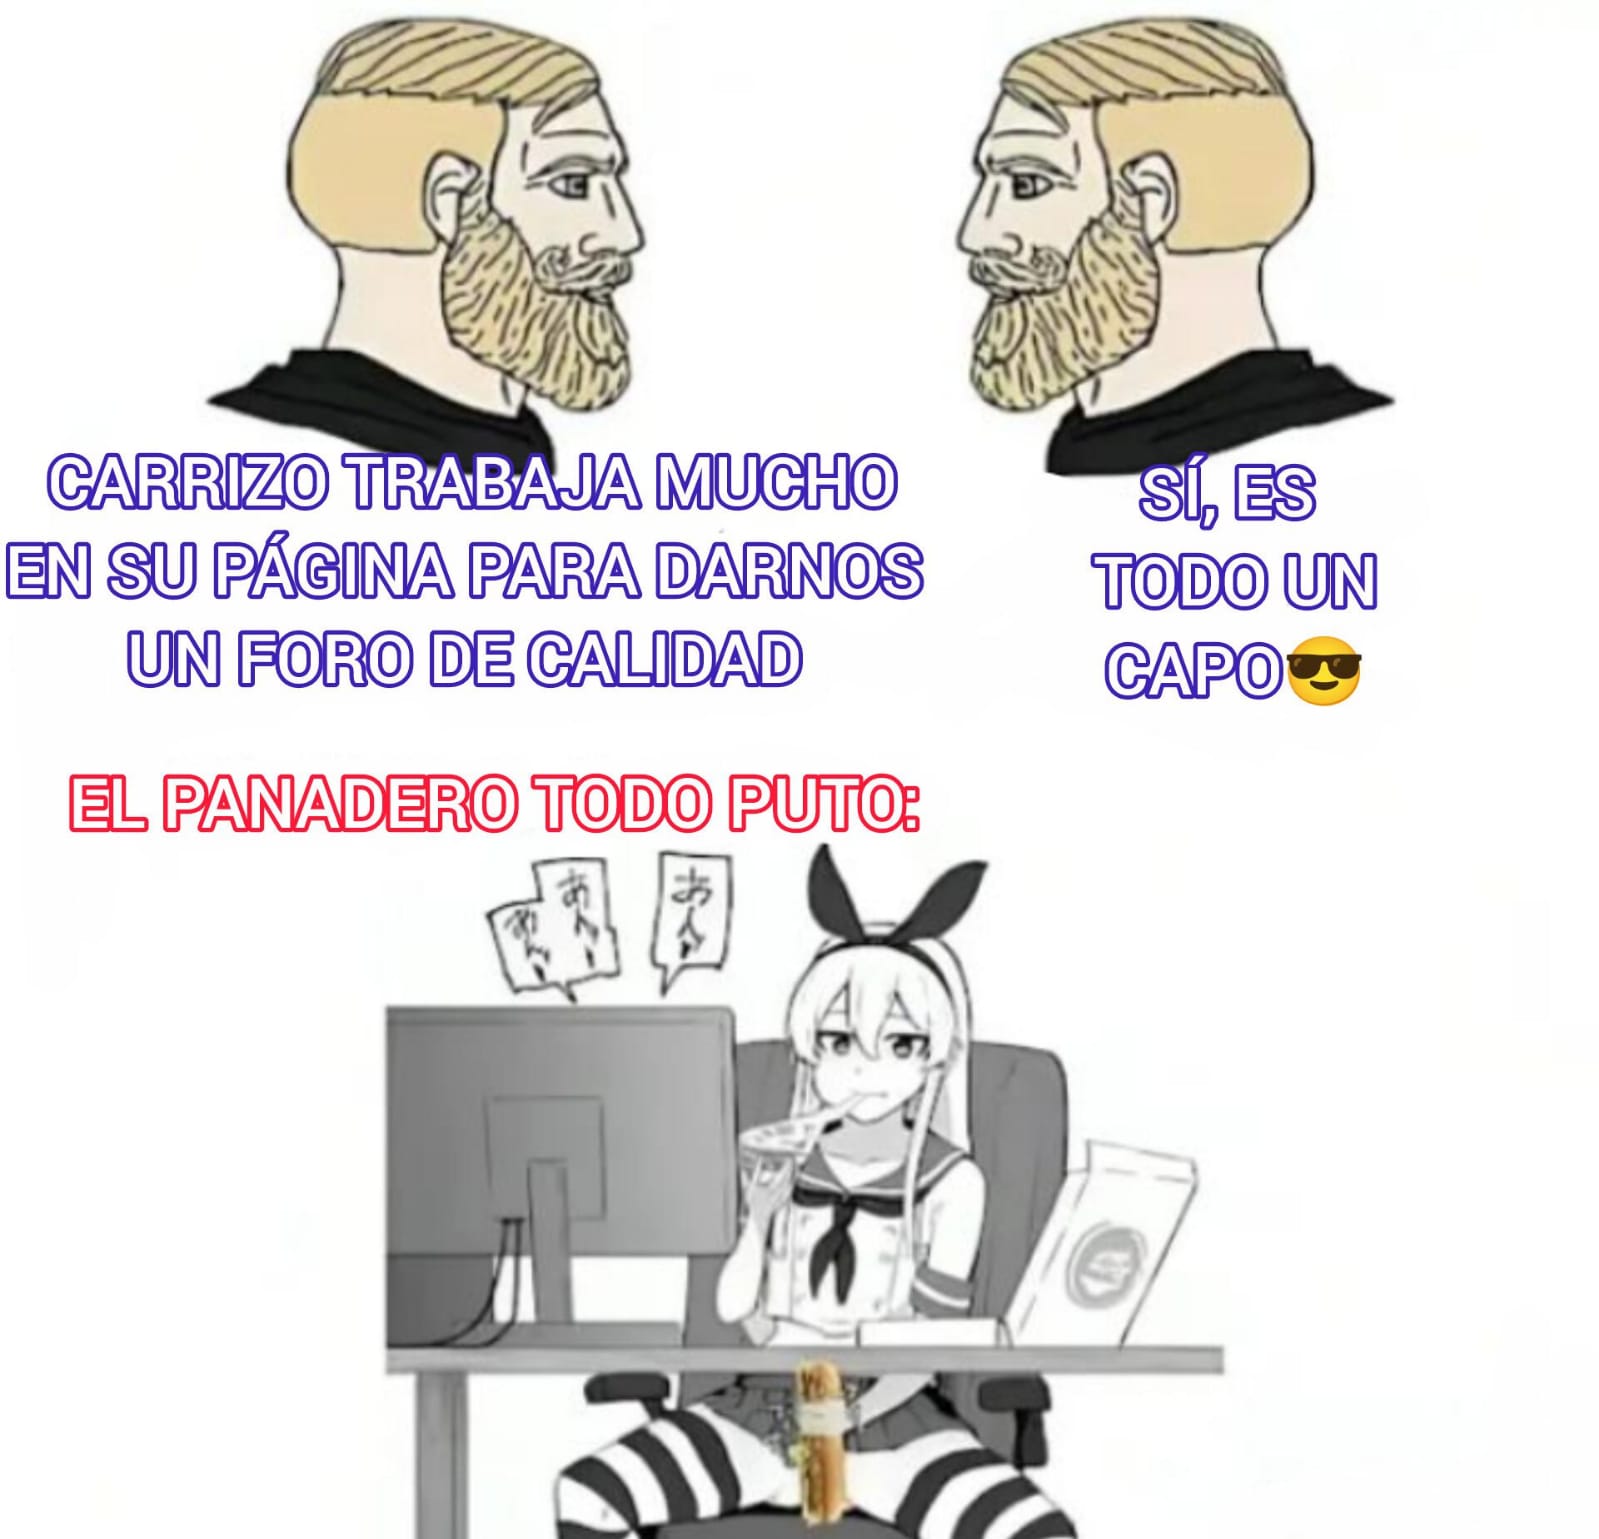 CARRIZO TRABAJA MUCHO
EN SU PÁGINA PARA DARNOS
UN FORO DE CALIDAD
SÍ, ES
TODO UN
CAPO😎
EL PANADERO TODO PUTO: